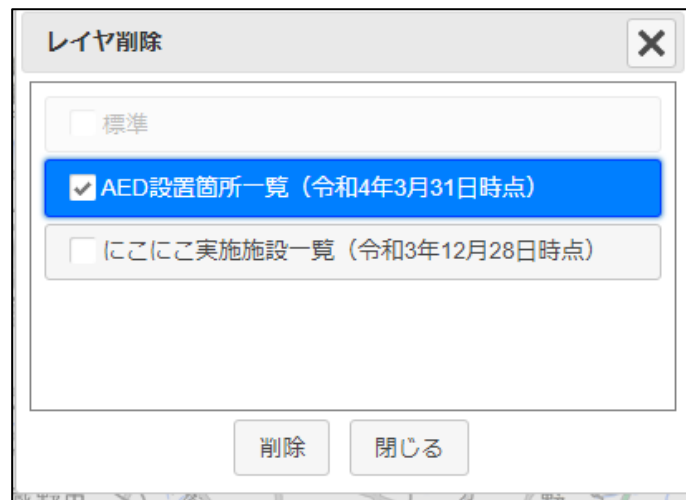 レイヤ削除
標準
AED設置箇所一覧（令和4年3月31日時点）
にこにこ実施施設一覧（令和3年12月28日時点）
削除
閉じる